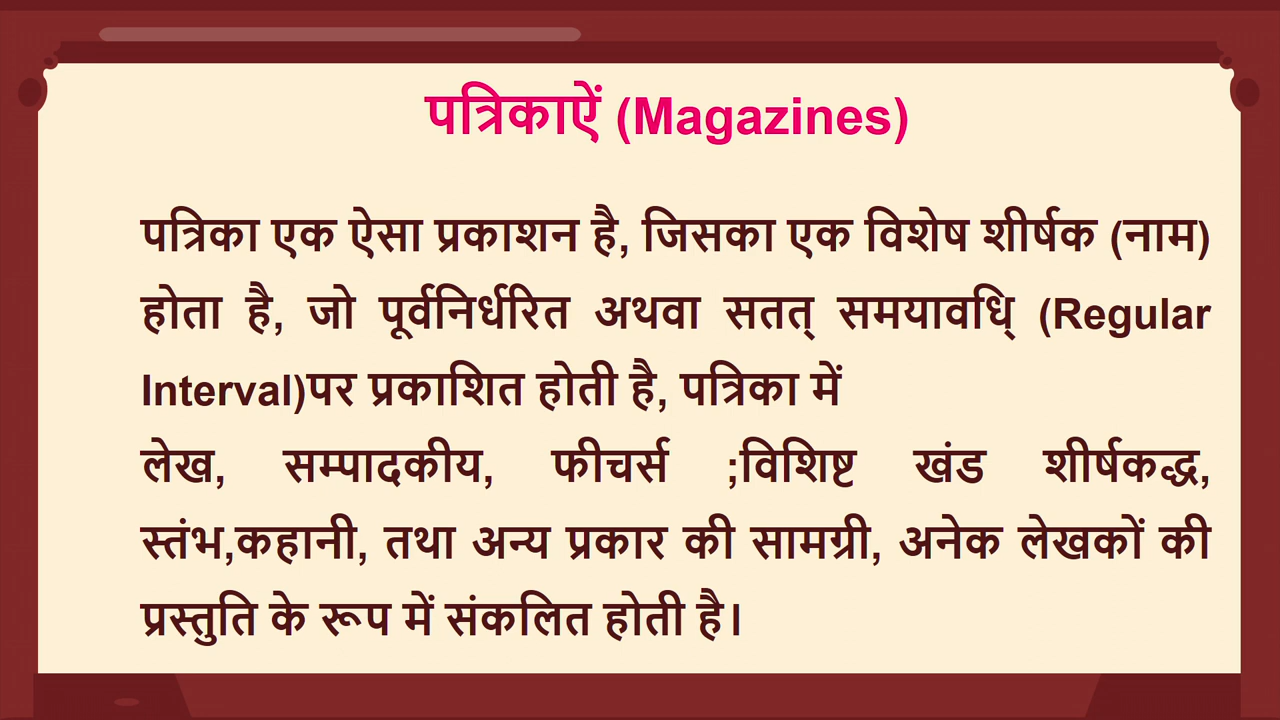 पत्रिकाऐं (Magazines)
पत्रिका एक ऐसा प्रकाशन है, जिसका एक विशेष शीर्षक (नाम)
होता है, जो पूर्वनिर्धरित अथवा सतत् समयावधि् (Regular
Interval)पर प्रकाशित होती है, पत्रिका में
लेख, सम्पादकीय, फीचर्स ;विशिष्ट खंड शीर्षकद्ध,
स्तंभ,कहानी, तथा अन्य प्रकार की सामग्री, अनेक लेखकों की
प्रस्तुति के रूप में संकलित होती है।